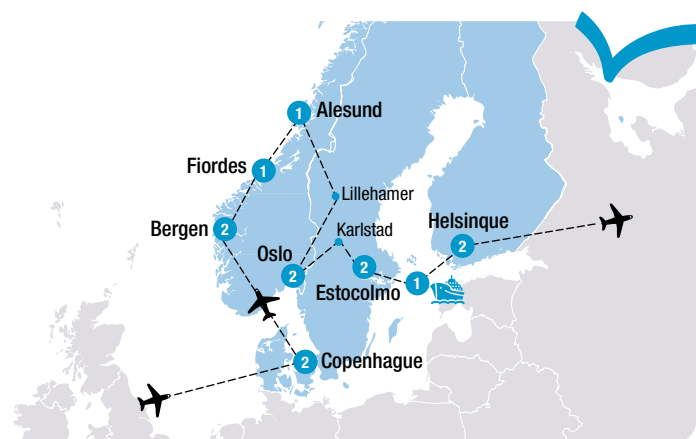 1 Alesund
Fiordes 1
Lillehamer
Bergen 2
Karlstad
Helsinque
2
Oslo
2
2
Estocolmo 1
2 Copenhague